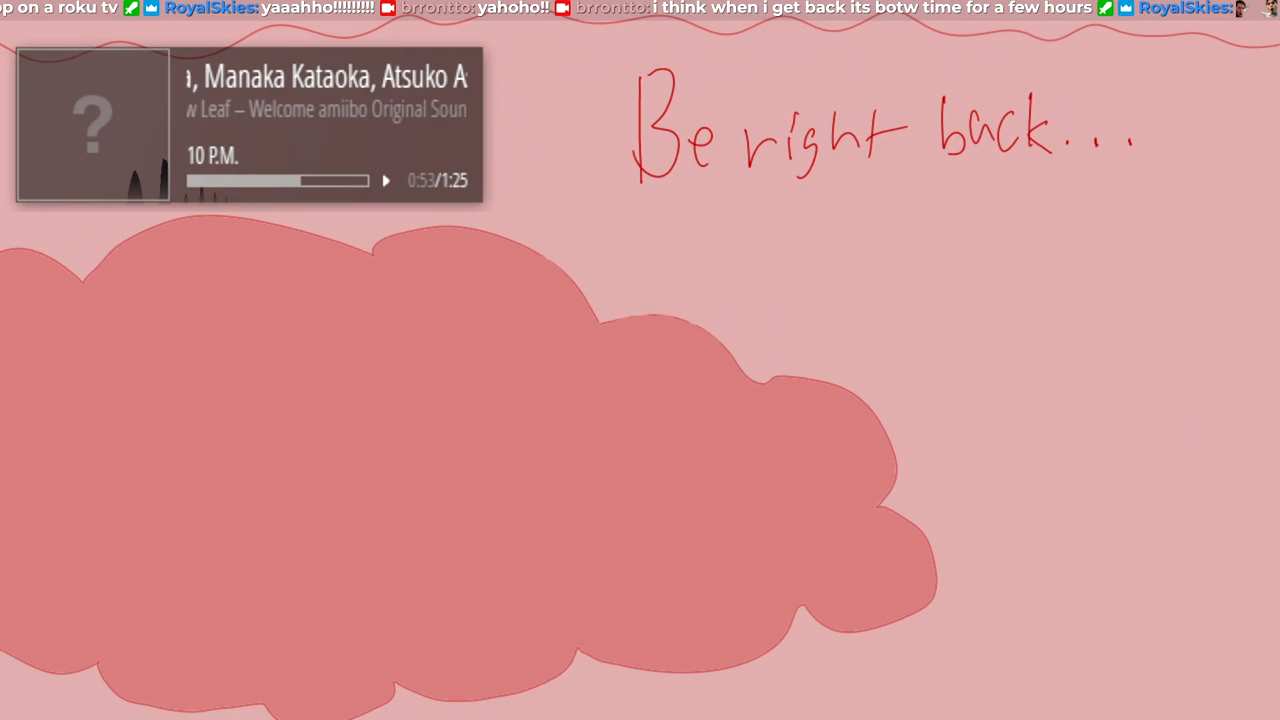 op on a roku tv RoyalSkies: yaaahho!!!!!!!!! brrontto: yahoho!! brrontto: i think when i get back its botw time for a few hours RoyalSkies:
, Manaka Kataoka, Atsuko A
w Leaf – Welcome amiibo Original Soun
10 P.M.
0:53/1:25
?
Be right back...